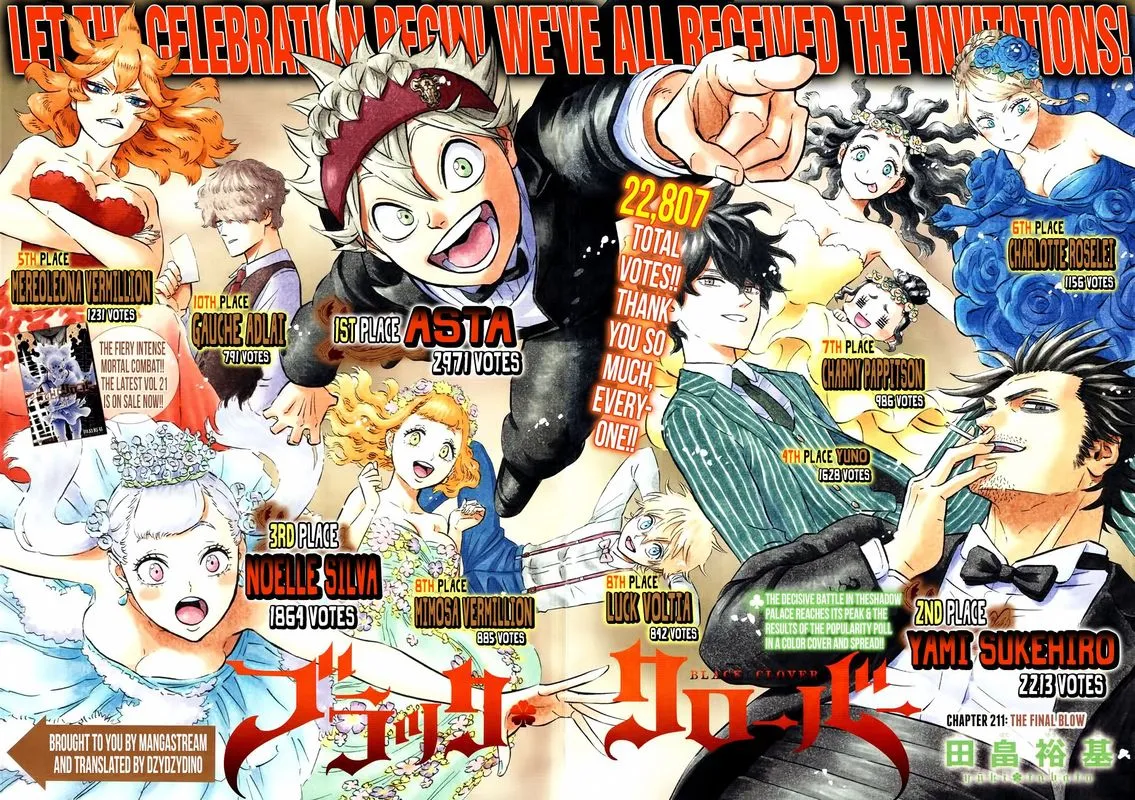 LET THE CELEBRATION BEGIN! WE'VE ALL RECEIVED THE INVITATIONS!
5TH PLACE
MEREOLEONA VERMILLION
1231 VOTES
10TH PLACE
GAUCHE ADLAI
791 VOTES
1ST PLACE ASTA
2971 VOTES
22,807
TOTAL
VOTES!!
THANK
YOU SO
MUCH,
EVERY-
ONE!!
6TH PLACE
CHARLOTTE ROSELEI
1156 VOTES
7TH PLACE
CHARMY PAPPITSON
986 VOTES
4TH PLACE YUNO
1628 VOTES
THE FIERY INTENSE
MORTAL COMBAT!!
THE LATEST VOL 21
IS ON SALE NOW!!
3RD PLACE
NOELLE SILVA
1864 VOTES
8TH PLACE
MIMOSA VERMILLION
885 VOTES
8TH PLACE
LUCK VOLTIA
842 VOTES
THE DECISIVE BATTLE IN THESHADOW
PALACE REACHES ITS PEAK & THE
RESULTS OF THE POPULARITY POLL
IN A COLOR COVER AND SPREAD!!
2ND PLACE
YAMI SUKEHIRO
2213 VOTES
ブラック クローバー
BLACK CLOVER
CHAPTER 211: THE FINAL BLOW
田畠裕基
yuki tabata
BROUGHT TO YOU BY MANGASTREAM
AND TRANSLATED BY DZYDZYDINO